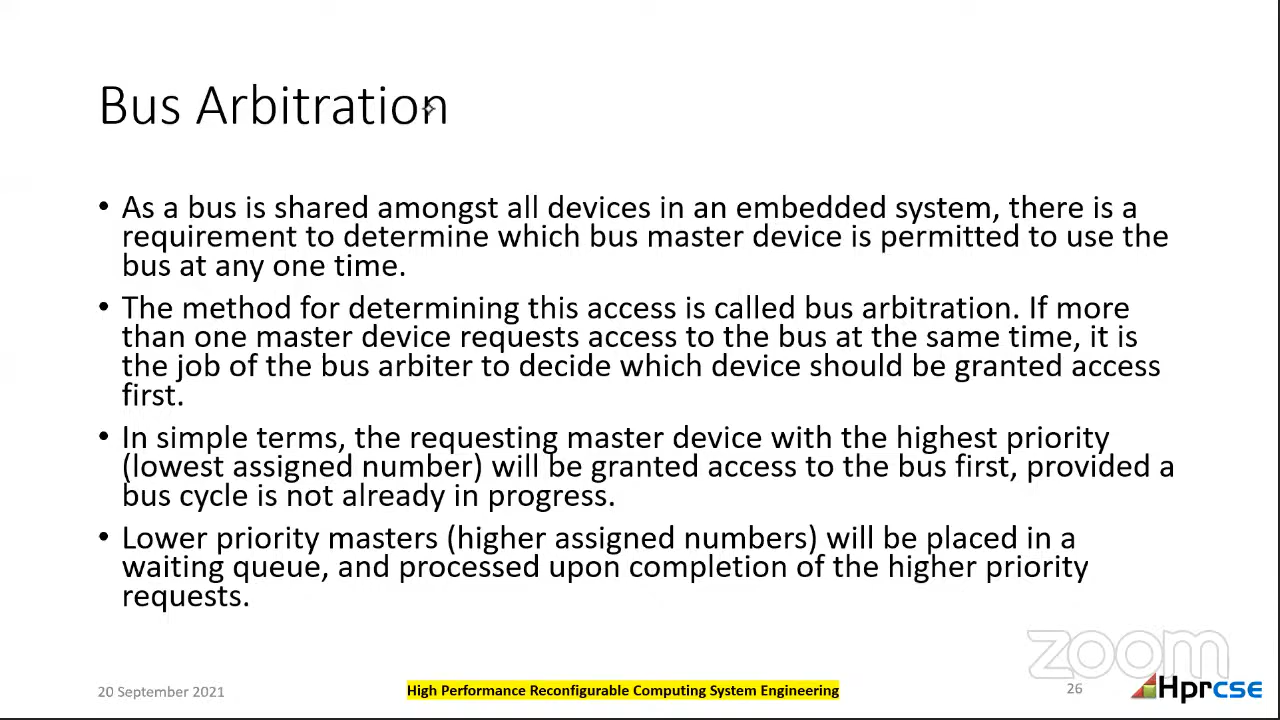 Bus Arbitration
• As a bus is shared amongst all devices in an embedded system, there is a
requirement to determine which bus master device is permitted to use the
bus at any one time.
• The method for determining this access is called bus arbitration. If more
than one master device requests access to the bus at the same time, it is
the job of the bus arbiter to decide which device should be granted access
first.
• In simple terms, the requesting master device with the highest priority
(lowest assigned number) will be granted access to the bus first, provided a
bus cycle is not already in progress.
• Lower priority masters (higher assigned numbers) will be placed in a
waiting queue, and processed upon completion of the higher priority
requests.
zoom
20 September 2021
High Performance Reconfigurable Computing System Engineering
26
Hprcse